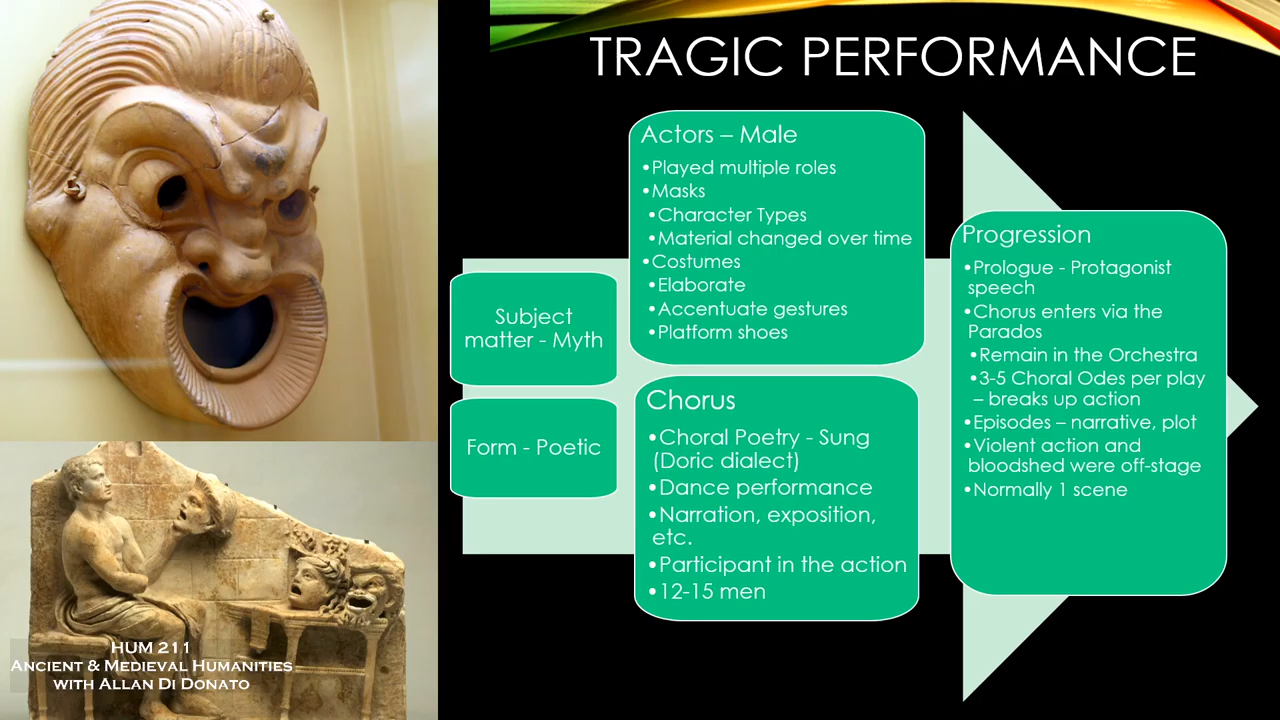 TRAGIC PERFORMANCE
Subject
matter - Myth
Form - Poetic
Actors – Male
•Played multiple roles
•Masks
•Character Types
•Material changed over time
•Costumes
•Elaborate
•Accentuate gestures
•Platform shoes
Chorus
•Choral Poetry - Sung
(Doric dialect)
•Dance performance
•Narration, exposition,
etc.
•Participant in the action
•12-15 men
Progression
•Prologue - Protagonist
speech
•Chorus enters via the
Parados
•Remain in the Orchestra
•3-5 Choral Odes per play
– breaks up action
•Episodes – narrative, plot
•Violent action and
bloodshed were off-stage
•Normally 1 scene
HUM 211
Ancient & Medieval Humanities
with Allan Di Donato